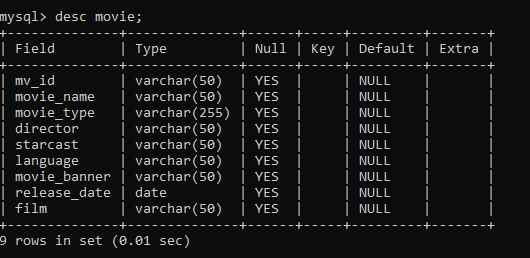 mysql> desc movie;
+--------------+--------------+------+-----+---------+-------+
| Field        | Type         | Null | Key | Default | Extra |
+--------------+--------------+------+-----+---------+-------+
| mv_id        | varchar(50)  | YES  |     | NULL    |       |
| movie_name   | varchar(50)  | YES  |     | NULL    |       |
| movie_type   | varchar(255) | YES  |     | NULL    |       |
| director     | varchar(50)  | YES  |     | NULL    |       |
| starcast     | varchar(50)  | YES  |     | NULL    |       |
| language     | varchar(50)  | YES  |     | NULL    |       |
| movie_banner | varchar(50)  | YES  |     | NULL    |       |
| release_date | date         | YES  |     | NULL    |       |
| film         | varchar(50)  | YES  |     | NULL    |       |
+--------------+--------------+------+-----+---------+-------+
9 rows in set (0.01 sec)